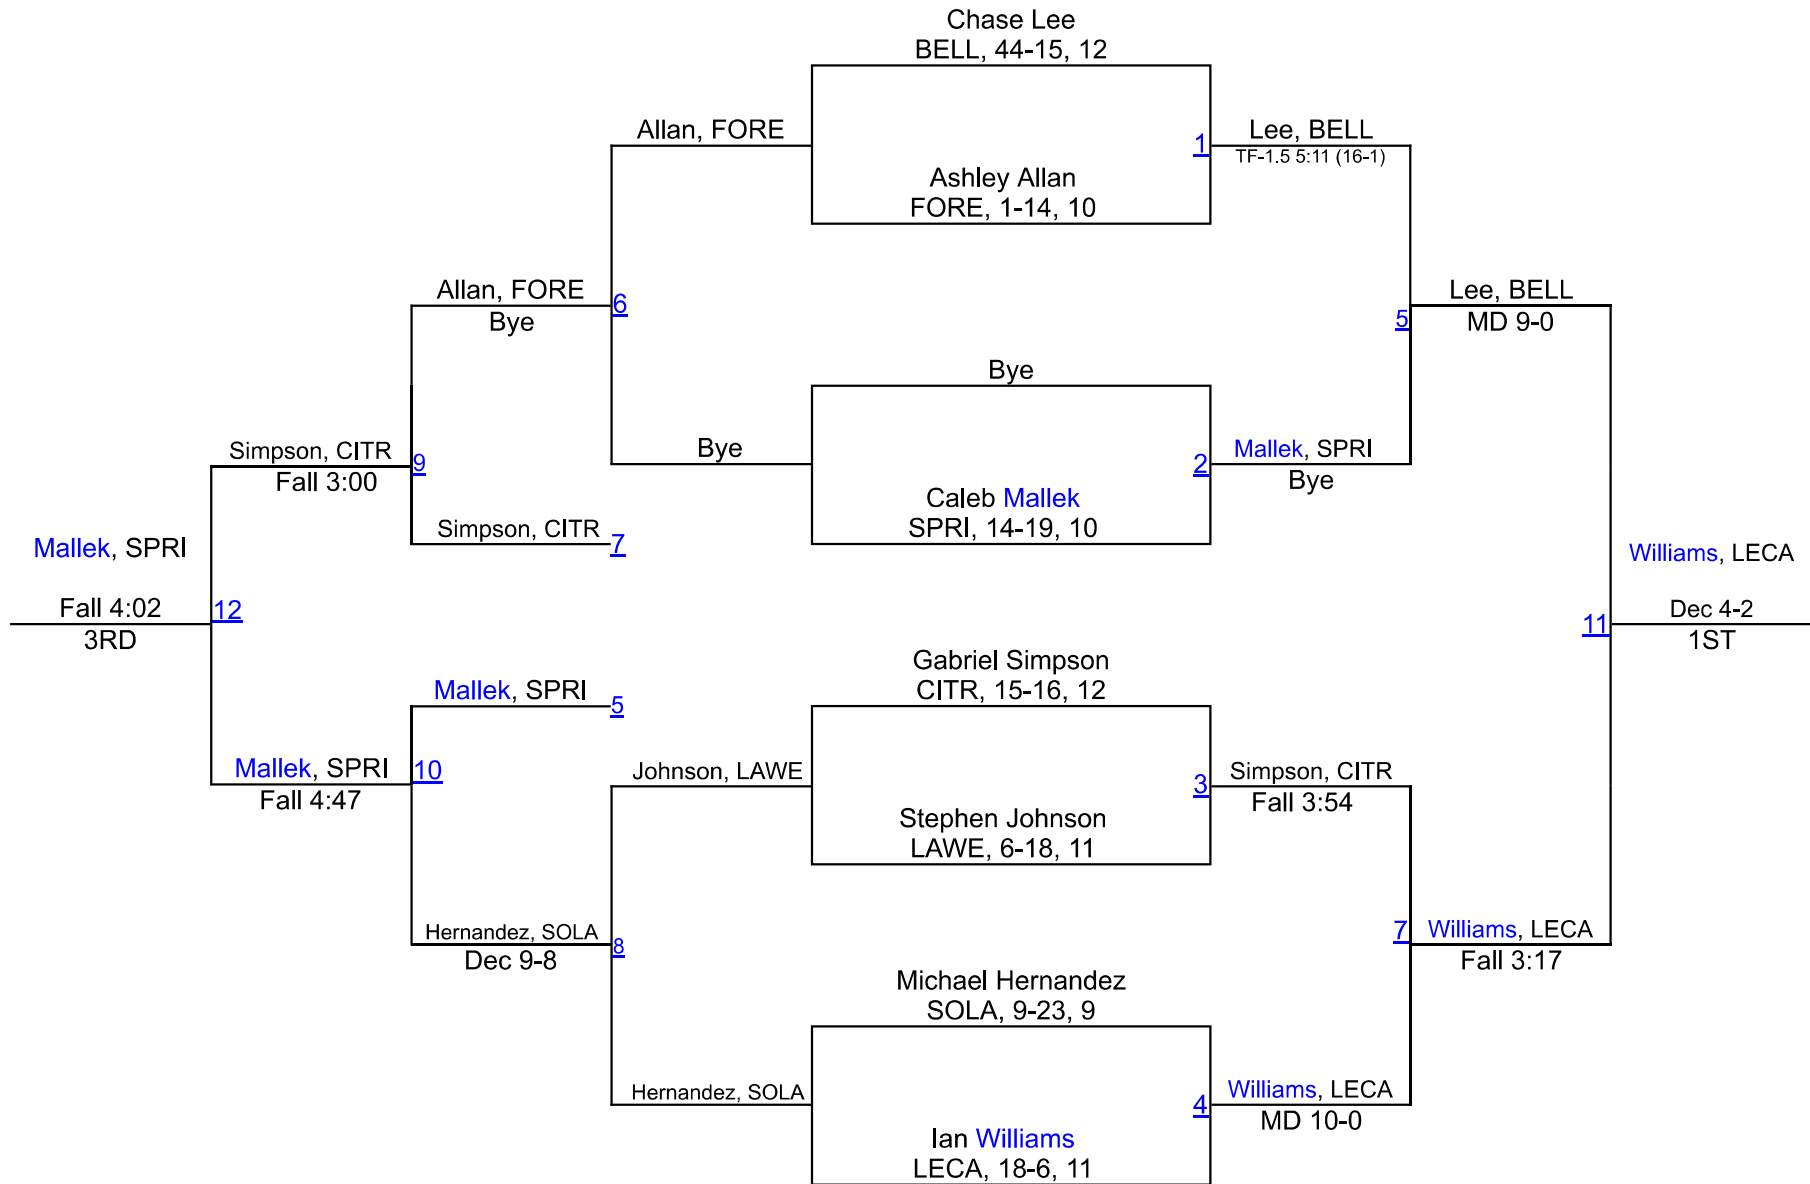 Chase Lee
BELL, 44-15, 12
Allan, FORE
1
Lee, BELL
TF-1.5 5:11 (16-1)
Ashley Allan
FORE, 1-14, 10
Allan, FORE
Bye
6
Lee, BELL
MD 9-0
5
Bye
Simpson, CITR
Fall 3:00
9
Bye
2
Mallek, SPRI
Bye
Caleb Mallek
SPRI, 14-19, 10
Simpson, CITR
7
Mallek, SPRI
Fall 4:02
3RD
12
Williams, LECA
Dec 4-2
1ST
11
Gabriel Simpson
CITR, 15-16, 12
Mallek, SPRI
5
Mallek, SPRI
Fall 4:47
10
Johnson, LAWE
3
Simpson, CITR
Fall 3:54
Stephen Johnson
LAWE, 6-18, 11
Hernandez, SOLA
Dec 9-8
8
7
Williams, LECA
Fall 3:17
Michael Hernandez
SOLA, 9-23, 9
Hernandez, SOLA
4
Williams, LECA
MD 10-0
Ian Williams
LECA, 18-6, 11